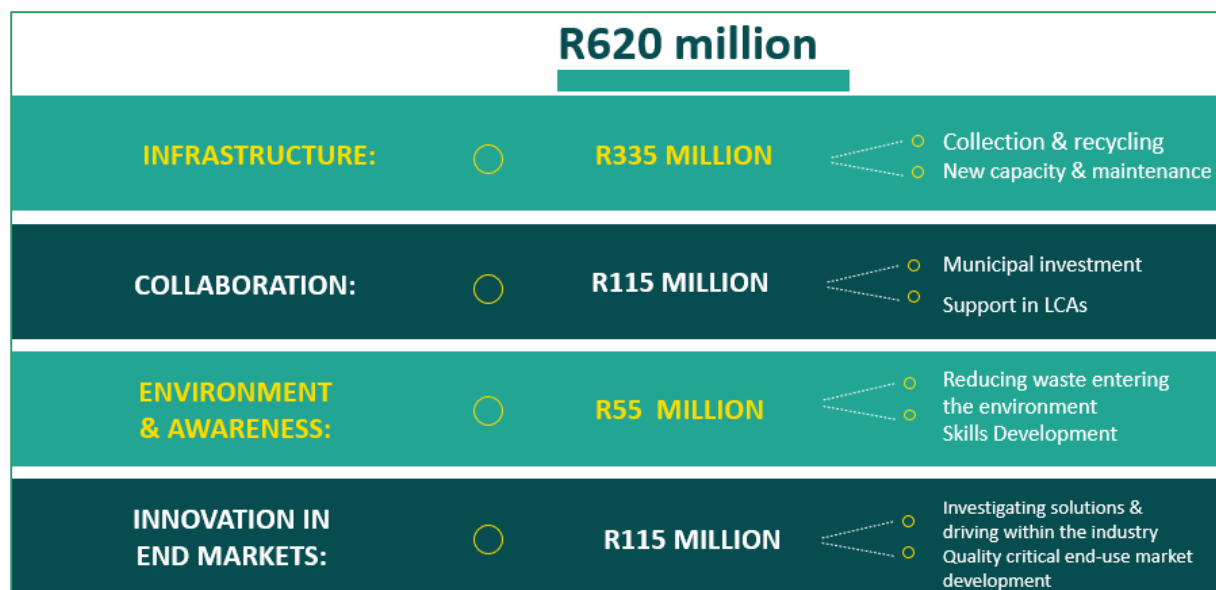 R620 million
INFRASTRUCTURE:
R335 MILLION
Collection & recycling
New capacity & maintenance
COLLABORATION:
R115 MILLION
Municipal investment
Support in LCAs
ENVIRONMENT
& AWARENESS:
R55 MILLION
Reducing waste entering
the environment
Skills Development
INNOVATION IN
END MARKETS:
R115 MILLION
Investigating solutions &
driving within the industry
Quality critical end-use market
development